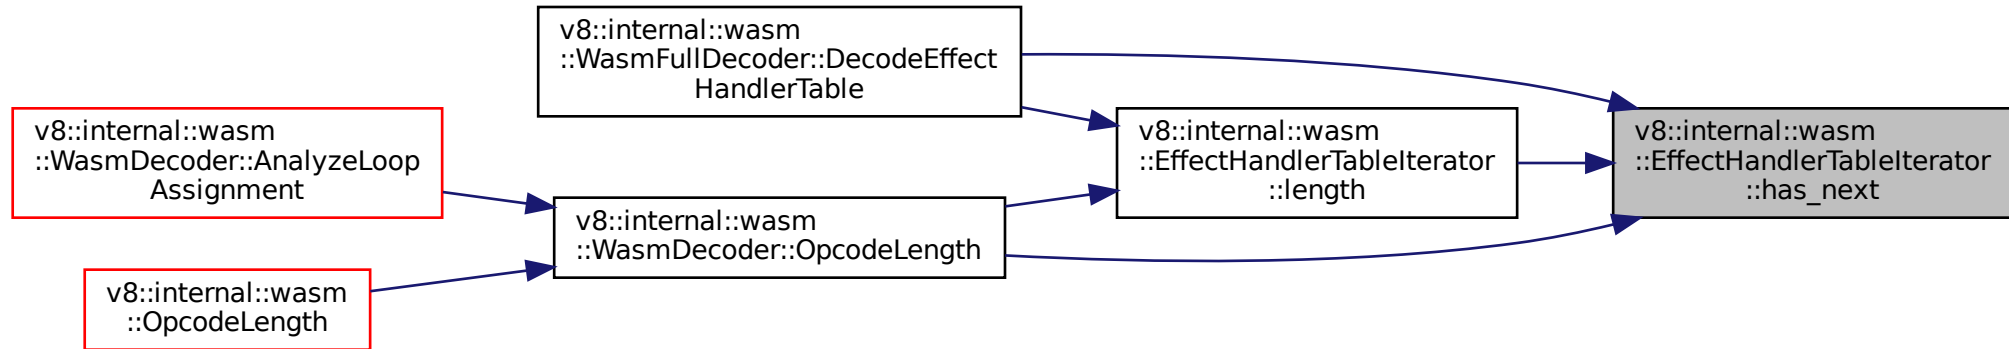 v8::internal::wasm
::WasmFullDecoder::DecodeEffect
HandlerTable
v8::internal::wasm
::WasmDecoder::AnalyzeLoop
Assignment
v8::internal::wasm
::EffectHandlerTableIterator
::length
v8::internal::wasm
::EffectHandlerTableIterator
::has_next
v8::internal::wasm
::WasmDecoder::OpcodeLength
v8::internal::wasm
::OpcodeLength